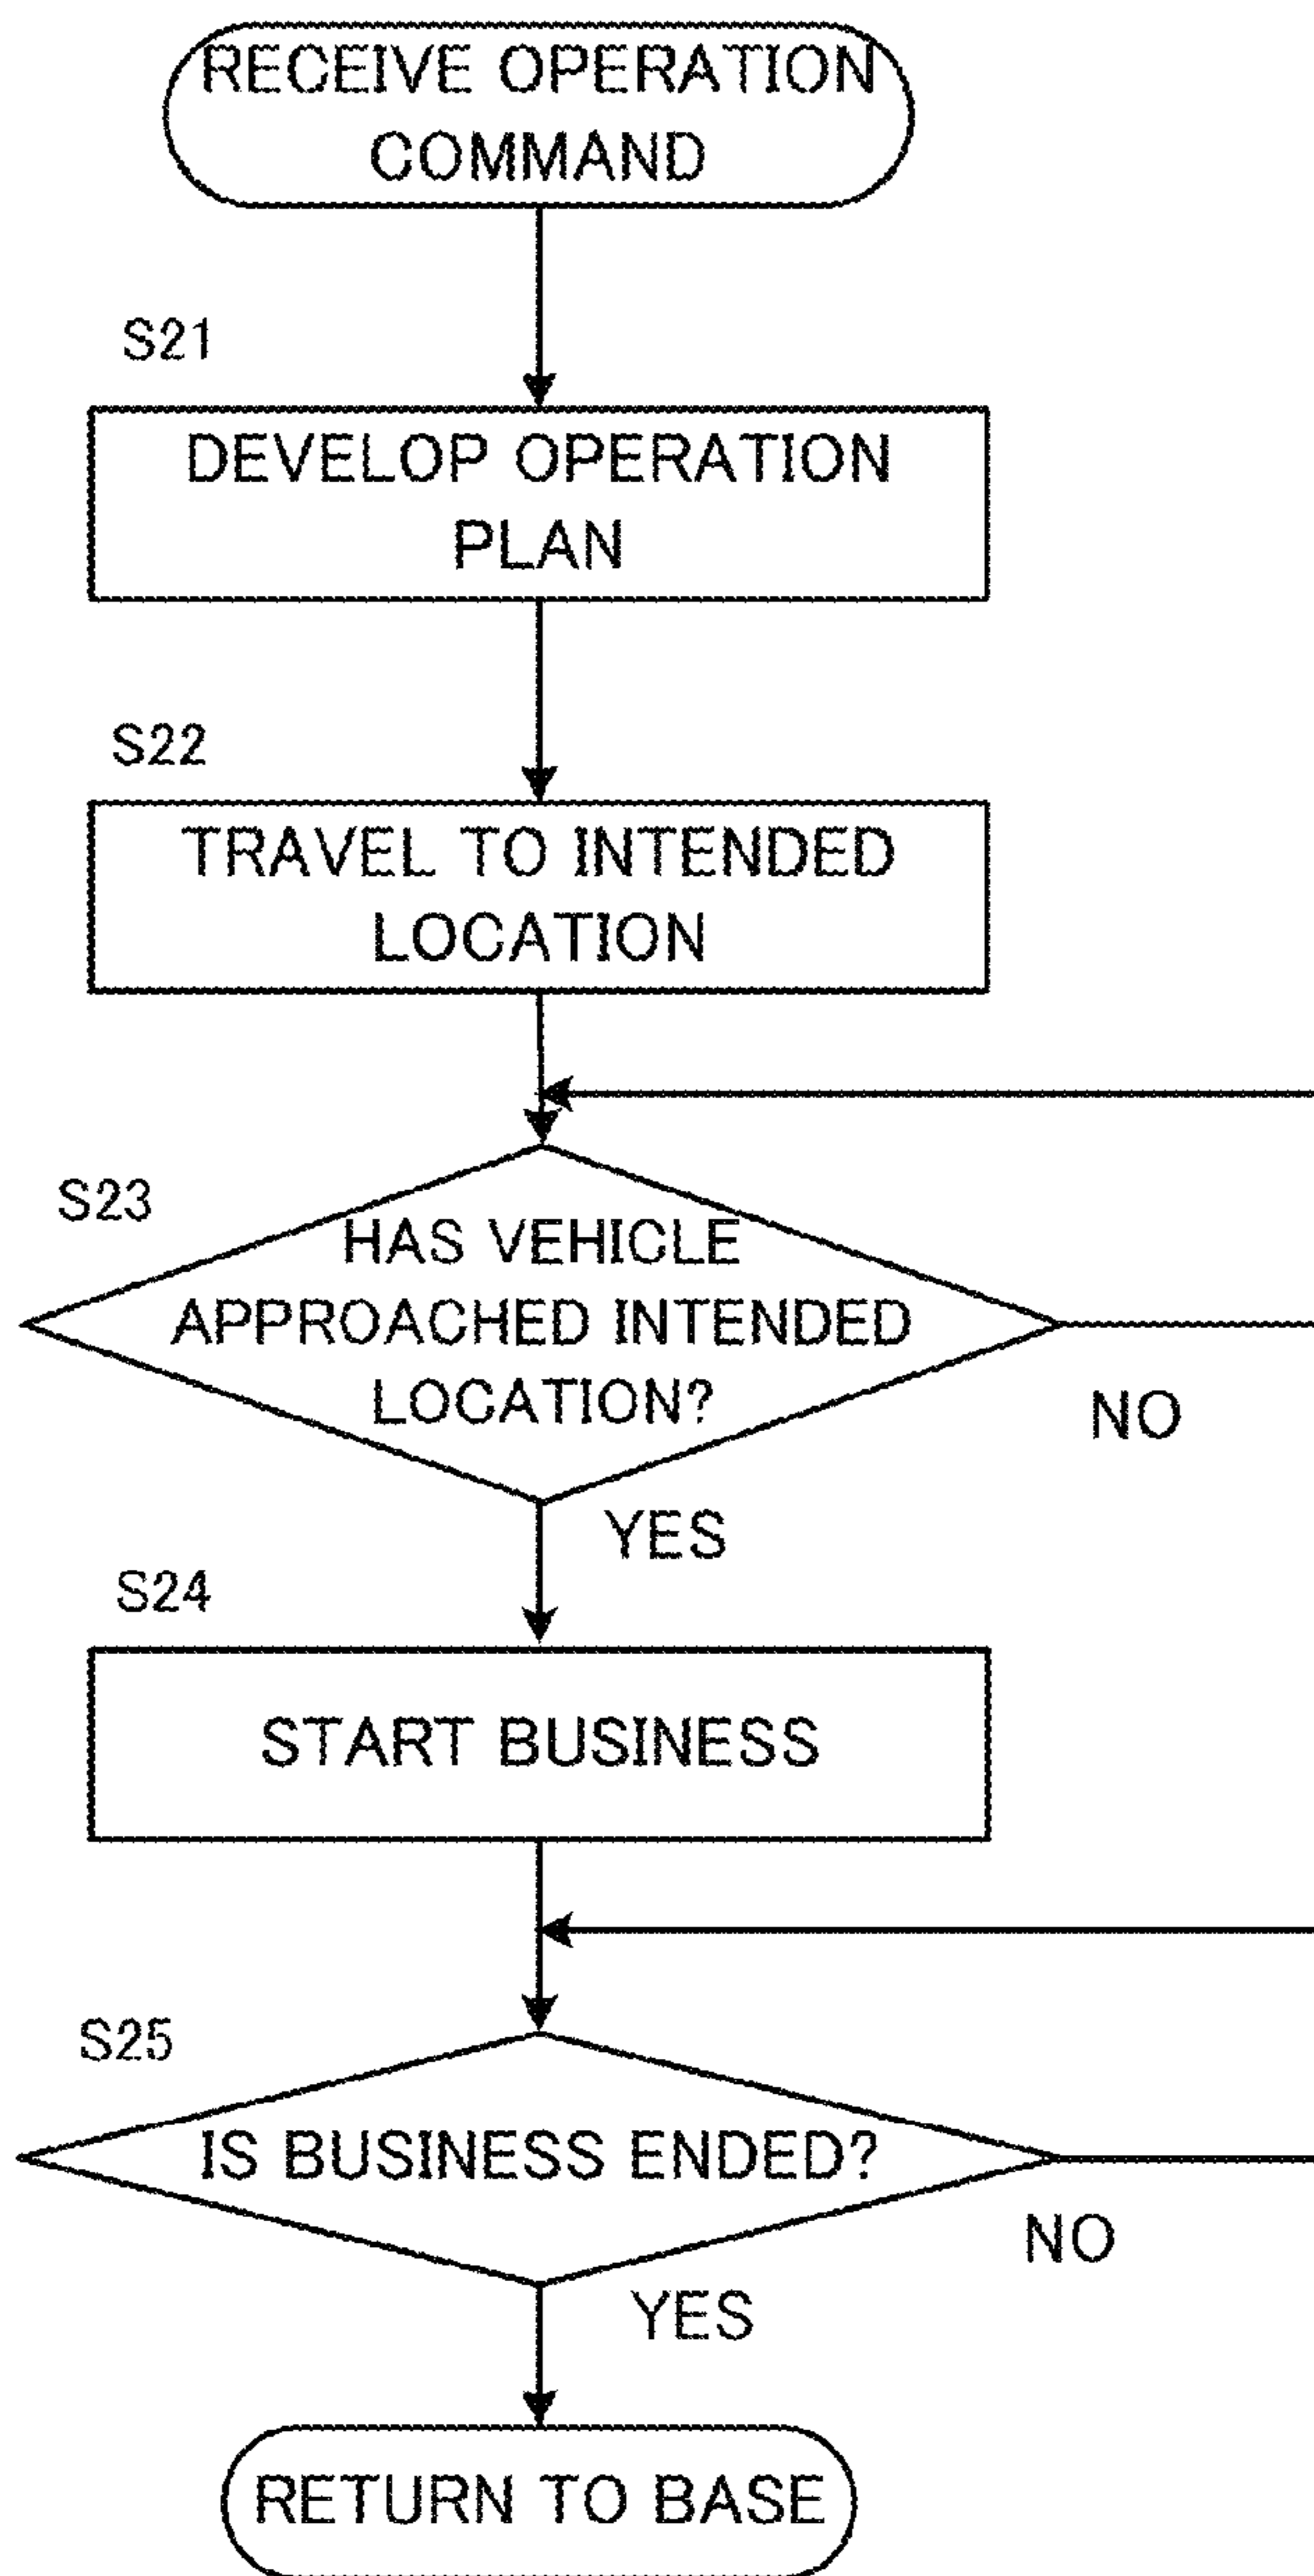 RECEIVE OPERATION
COMMAND
S21
DEVELOP OPERATION
PLAN
S22
TRAVEL TO INTENDED
LOCATION
S23
HAS VEHICLE
APPROACHED INTENDED
LOCATION?
NO
YES
S24
START BUSINESS
S25
IS BUSINESS ENDED?
NO
YES
RETURN TO BASE